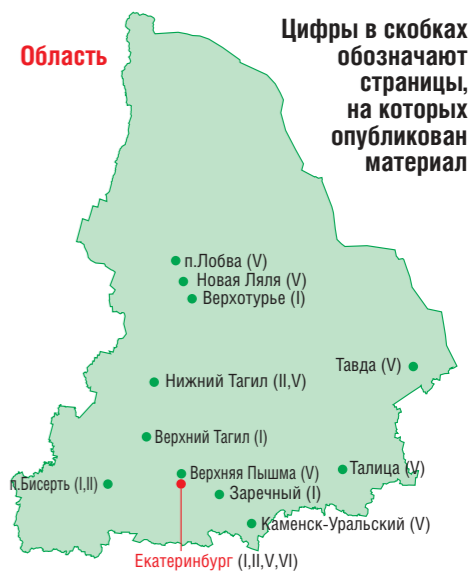 Область
Цифры в скобках
обозначают
страницы,
на которых
опубликован
материал
п.Лобва (V)
Новая Ляля (V)
Верхотурье (I)
Тавда (V)
Нижний Тагил (II,V)
Верхний Тагил (I)
Талица (V)
Верхняя Пышма (V)
п.Бисерть (I,II)
Заречный (I)
Каменск-Уральский (V)
Екатеринбург (I,II,V,VI)